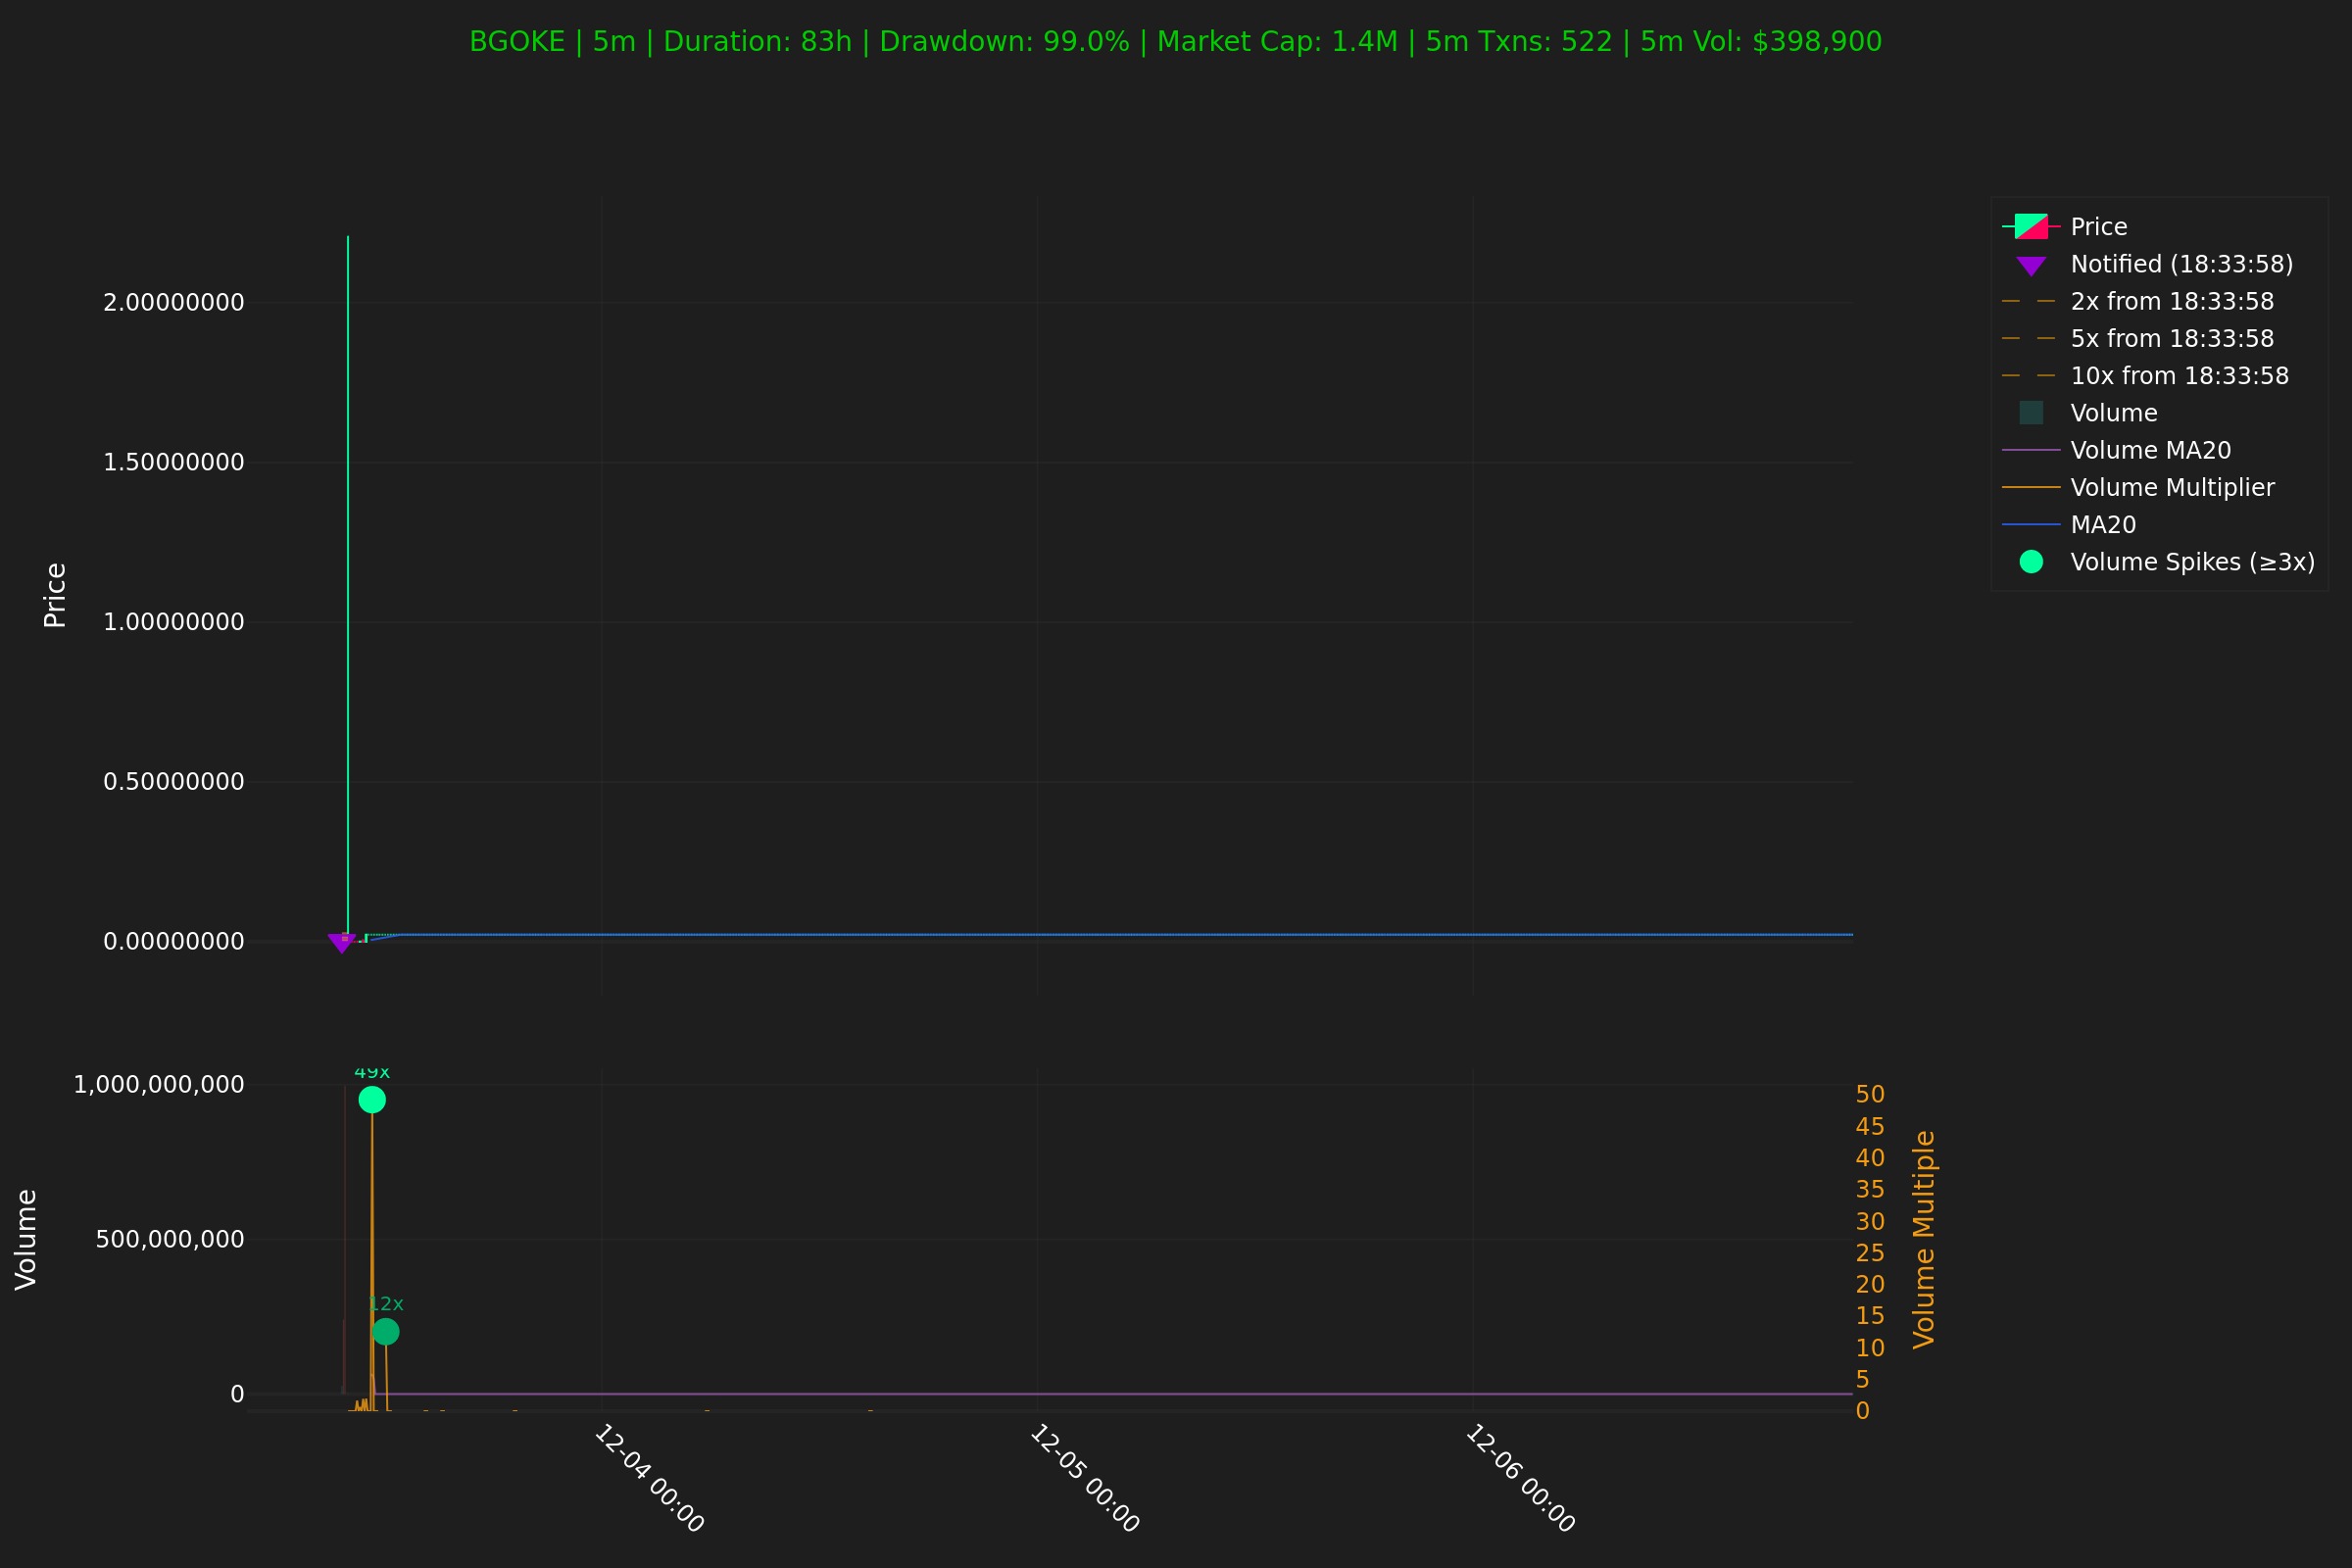 BGOKE | 5m | Duration: 83h | Drawdown: 99.0% | Market Cap: 1.4M | 5m Txns: 522 | 5m Vol: $398,900
Price
2.00000000
1.50000000
1.00000000
0.50000000
0.00000000
Price
Notified (18:33:58)
2x from 18:33:58
5x from 18:33:58
10x from 18:33:58
Volume
Volume MA20
Volume Multiplier
MA20
Volume Spikes (≥3x)
Volume
1,000,000,000
500,000,000
0
49x
12x
50
45
40
35
30
25
20
15
10
5
0
Volume Multiple
12-04 00:00
12-05 00:00
12-06 00:00